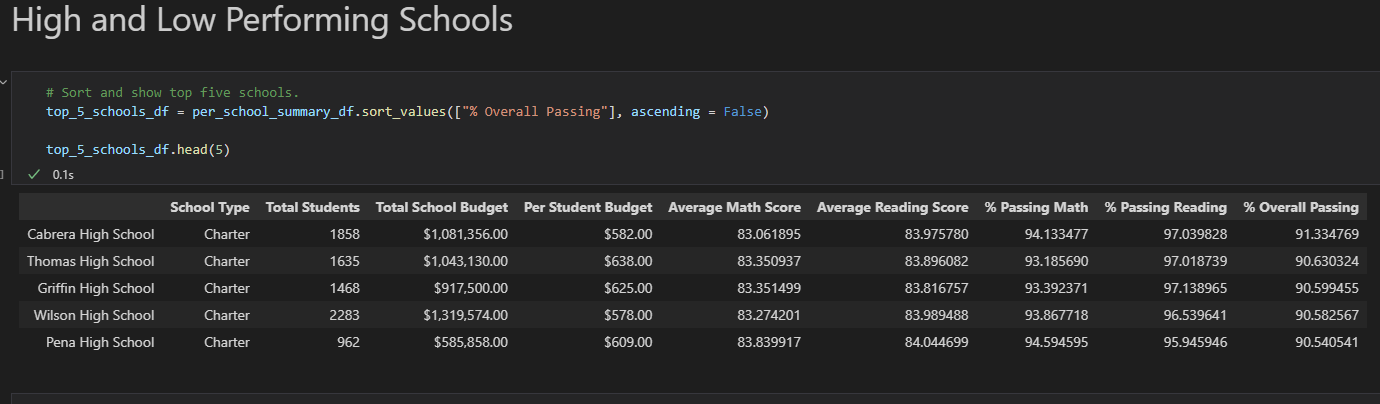 High and Low Performing Schools
# Sort and show top five schools.
top_5_schools_df = per_school_summary_df.sort_values(["% Overall Passing"], ascending = False)
top_5_schools_df.head(5)
] ✓ 0.1s
School Type Total Students Total School Budget Per Student Budget Average Math Score Average Reading Score % Passing Math % Passing Reading % Overall Passing
Cabrera High School Charter 1858 $1,081,356.00 $582.00 83.061895 83.975780 94.133477 97.039828 91.334769
Thomas High School Charter 1635 $1,043,130.00 $638.00 83.350937 83.896082 93.185690 97.018739 90.630324
Griffin High School Charter 1468 $917,500.00 $625.00 83.351499 83.816757 93.392371 97.138965 90.599455
Wilson High School Charter 2283 $1,319,574.00 $578.00 83.274201 83.989488 93.867718 96.539641 90.582567
Pena High School Charter 962 $585,858.00 $609.00 83.839917 84.044699 94.594595 95.945946 90.540541